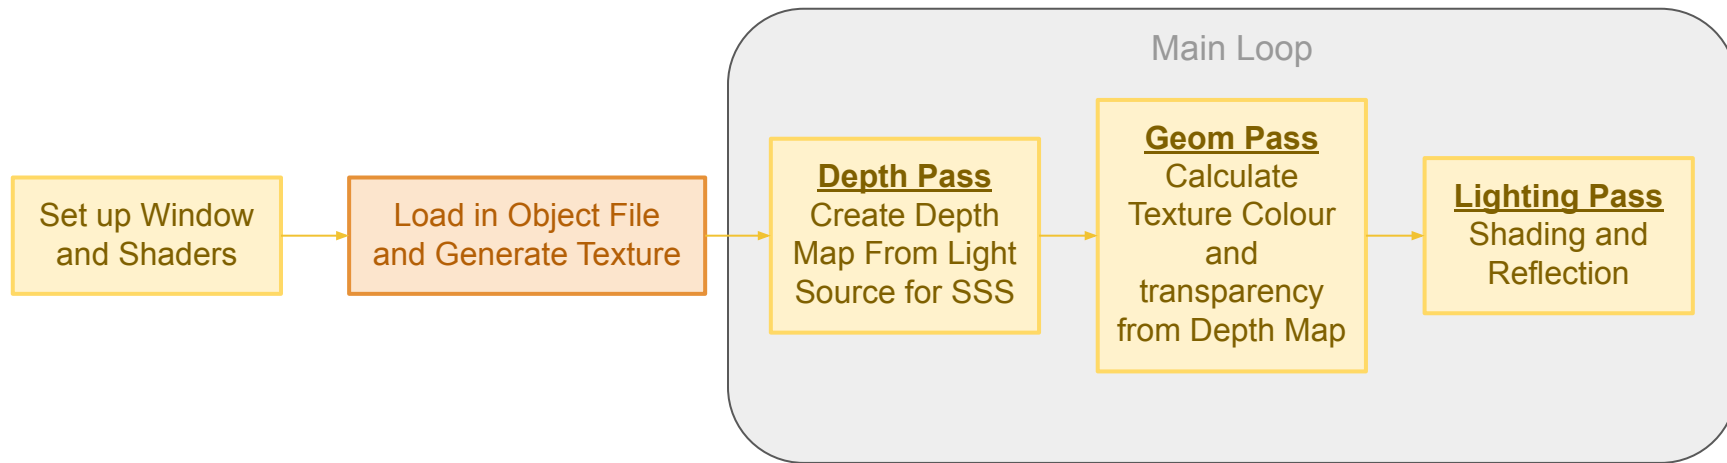 Main Loop
Set up Window
and Shaders
Load in Object File
and Generate Texture
Depth Pass
Create Depth
Map From Light
Source for SSS
Geom Pass
Calculate
Texture Colour
and
transparency
from Depth Map
Lighting Pass
Shading and
Reflection